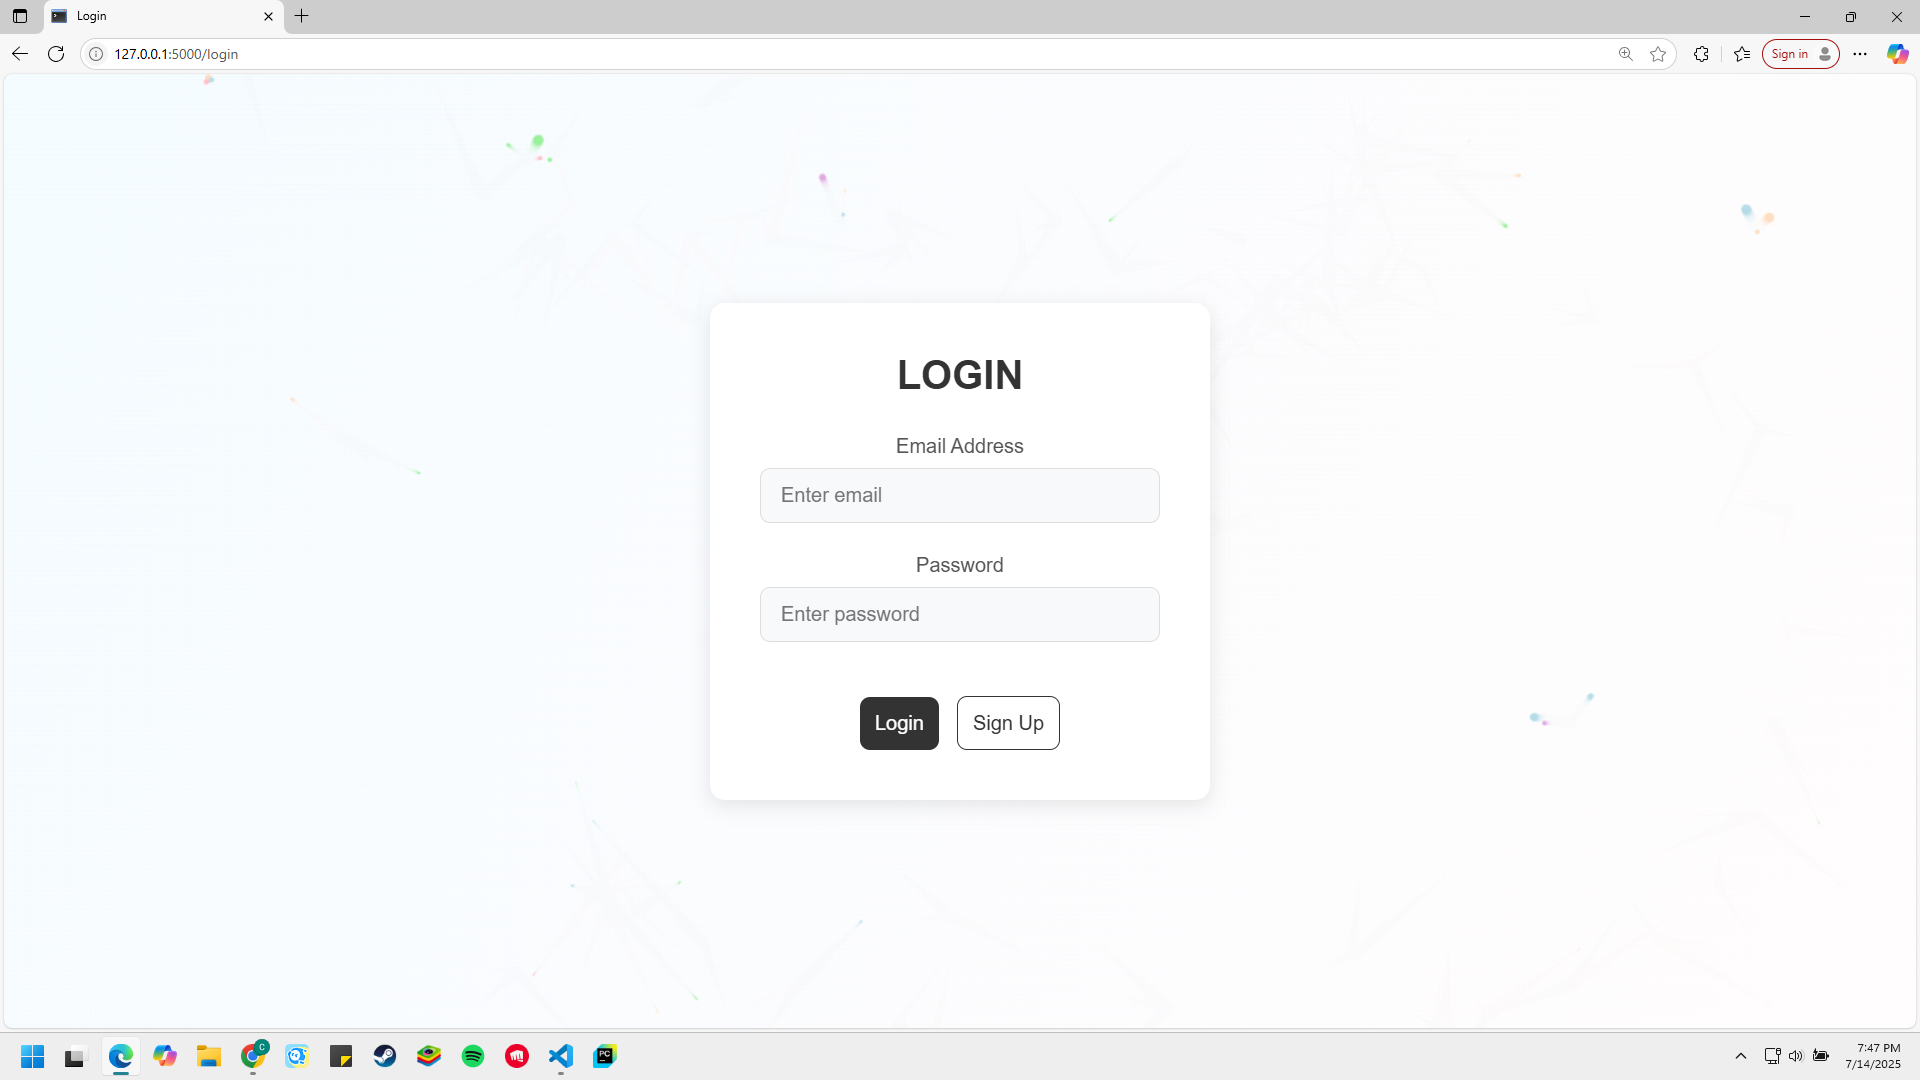 Login
127.0.0.1:5000/login
Sign in
LOGIN
Email Address
Enter email
Password
Enter password
Login
Sign Up
C
PC
7:47 PM
7/14/2025